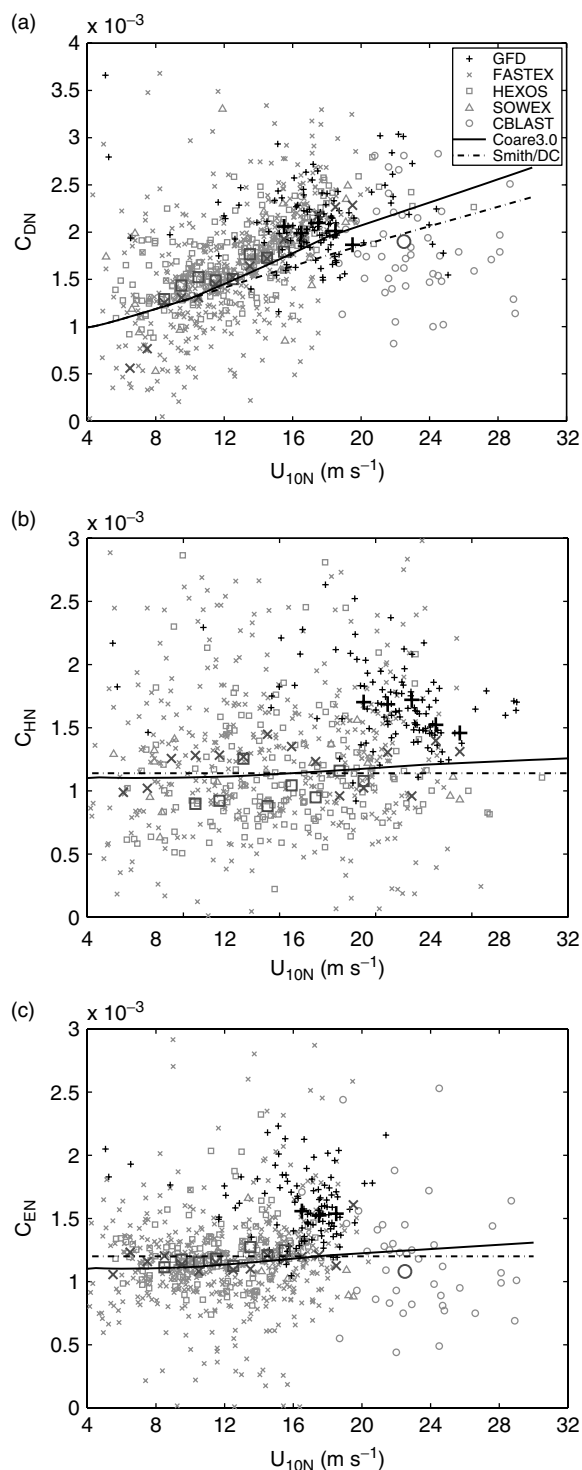 (a)
x 10⁻³
4
3.5
3
2.5
2
1.5
1
0.5
0
C_DN
GFD
FASTEX
HEXOS
SOWEX
CBLAST
Coare3.0
Smith/DC
4 8 12 16 20 24 28 32
U_10N (m s⁻¹)
(b)
x 10⁻³
3
2.5
2
1.5
1
0.5
0
C_HN
4 8 12 16 20 24 28 32
U_10N (m s⁻¹)
(c)
x 10⁻³
3
2.5
2
1.5
1
0.5
0
C_EN
4 8 12 16 20 24 28 32
U_10N (m s⁻¹)